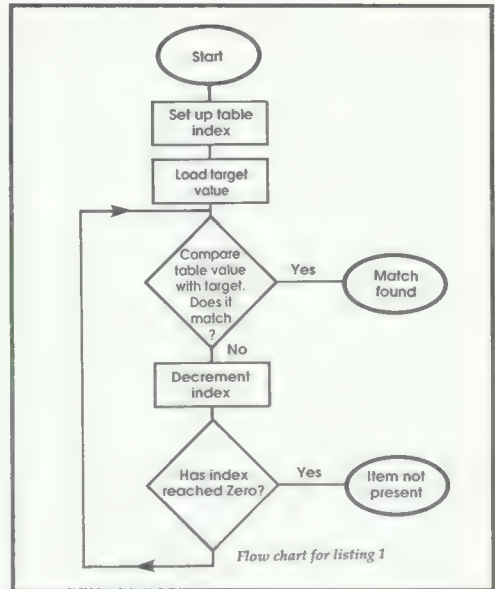 Start
Set up table
index
Load target
value
Compare
table value
with target.
Does it
match
?
Yes
Match
found
No
Decrement
index
Has index
reached Zero?
Yes
Item not
present
Flow chart for listing 1